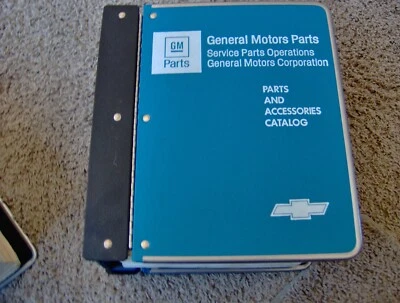 GM
Parts
General Motors Parts
Service Parts Operations
General Motors Corporation
PARTS
AND
ACCESSORIES
CATALOG